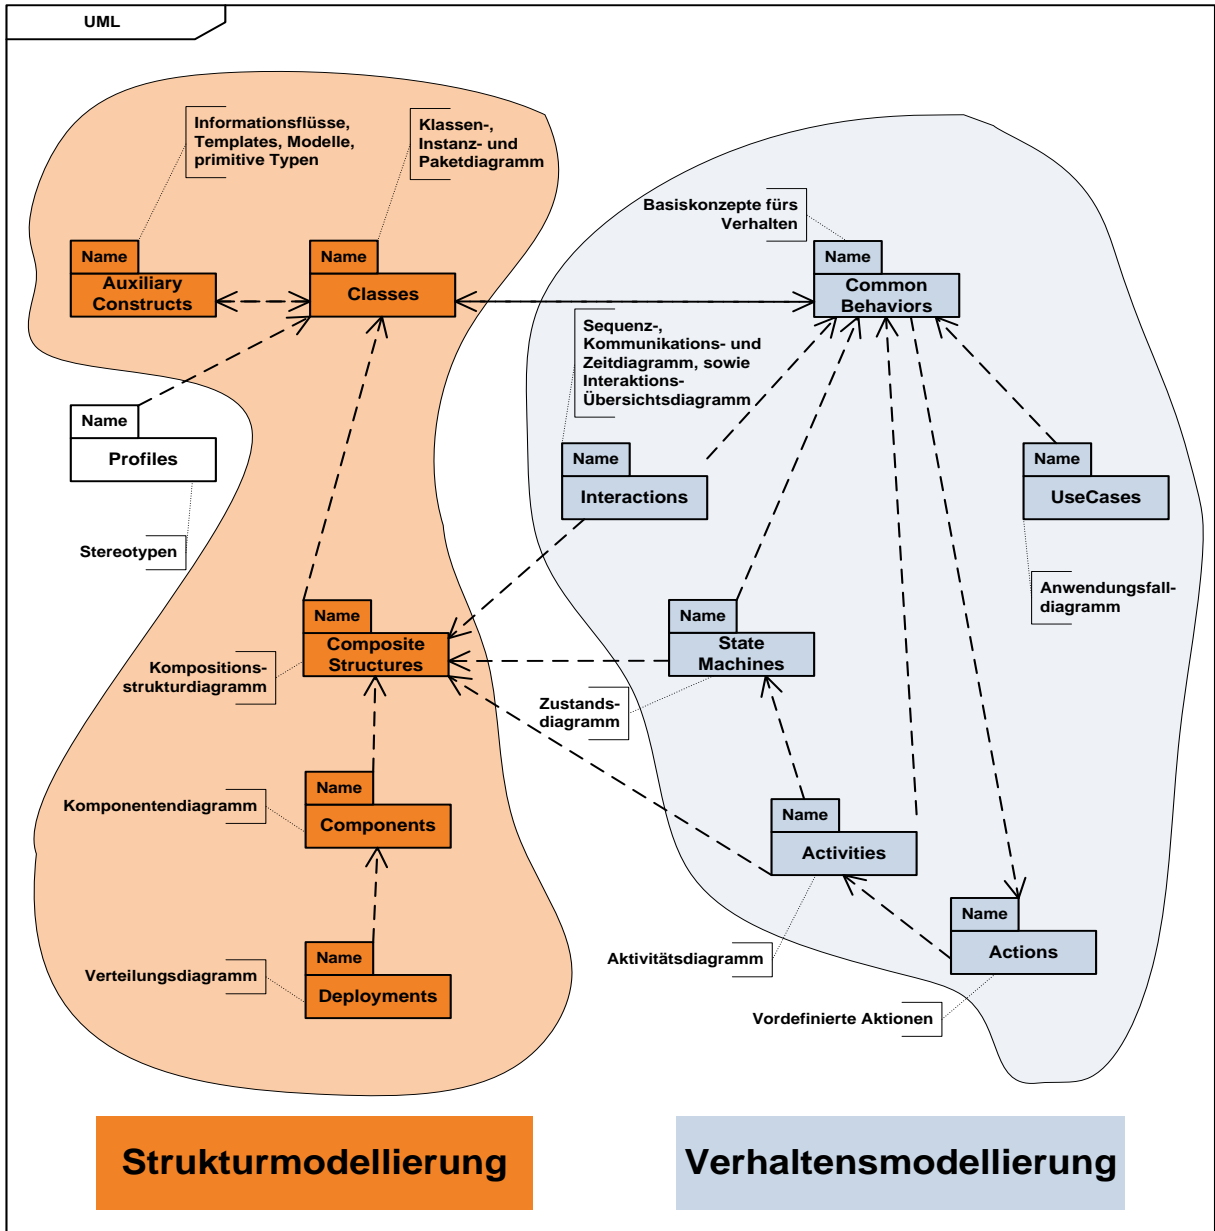 UML
Informationsflüsse,
Templates, Modelle,
primitive Typen
Klassen-,
Instanz- und
Paketdiagramm
Basiskonzepte fürs
Verhalten
Name
Auxiliary
Constructs
Name
Classes
Name
Common
Behaviors
Sequenz-,
Kommunikations- und
Zeitdiagramm, sowie
Interaktions-
Übersichtsdiagramm
Name
Profiles
Name
Interactions
Name
UseCases
Stereotypen
Anwendungsfall-
diagramm
Name
Composite
Structures
Name
State
Machines
Kompositions-
strukturdiagramm
Zustands-
diagramm
Name
Components
Komponentendiagramm
Name
Activities
Name
Actions
Aktivitätsdiagramm
Name
Deployments
Verteilungsdiagramm
Vordefinierte Aktionen
Strukturmodellierung
Verhaltensmodellierung